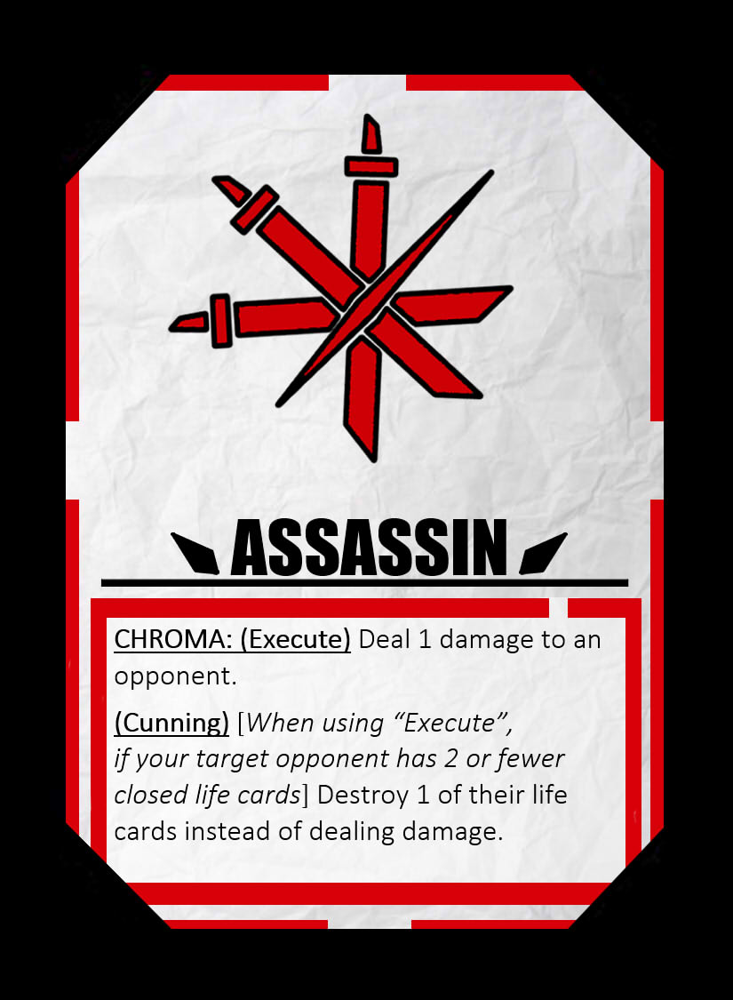 ASSASSIN
CHROMA: (Execute) Deal 1 damage to an
opponent.
(Cunning) [When using “Execute”,
if your target opponent has 2 or fewer
closed life cards] Destroy 1 of their life
cards instead of dealing damage.